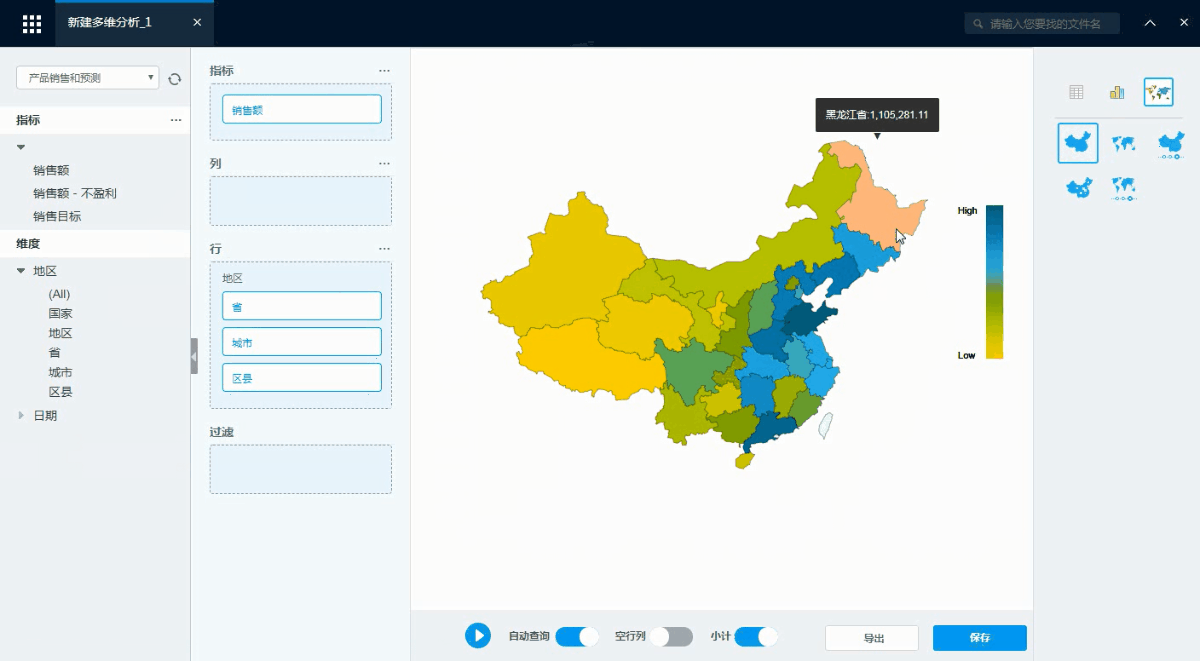 新建多维分析_1
请输入您要找的文件名
产品销售和预测
指标
销售额
销售额 - 不盈利
销售目标
维度
地区
(All)
国家
地区
省
城市
区县
日期
指标
销售额
列
行
地区
省
城市
区县
过滤
黑龙江省:1,105,281.11
High
Low
自动查询
空行列
小计
导出
保存